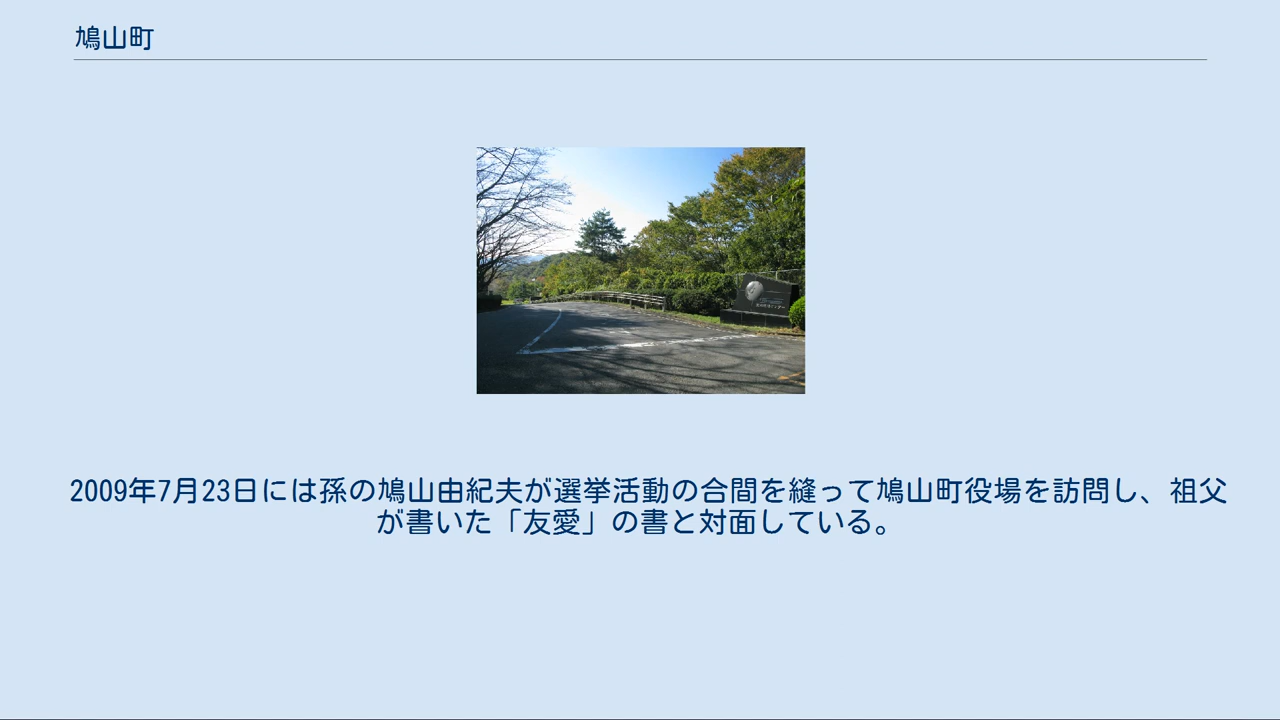 鳩山町
2009年7月23日には孫の鳩山由紀夫が選挙活動の合間を縫って鳩山町役場を訪問し、祖父
が書いた「友愛」の書と対面している。